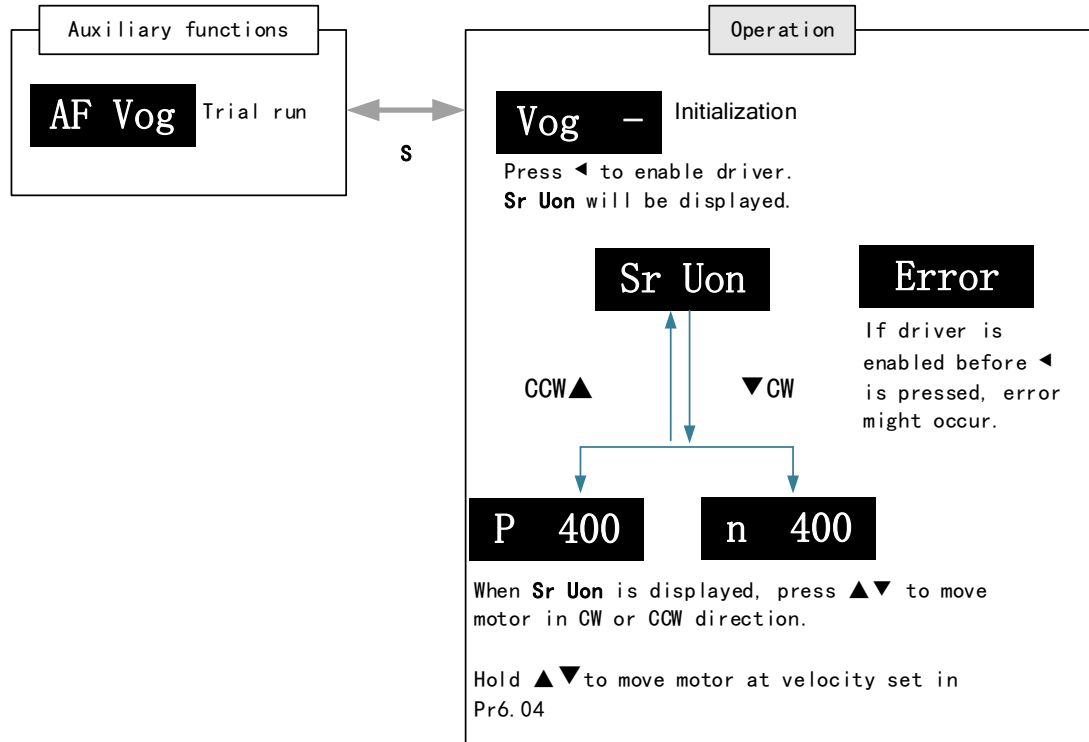 Auxiliary functions
AF Vog Trial run
S
Operation
Vog - Initialization
Press ◀ to enable driver.
Sr Uon will be displayed.
Sr Uon
Error
If driver is
enabled before ◀
is pressed, error
might occur.
CCW▲
▼CW
P 400
n 400
When Sr Uon is displayed, press ▲▼ to move
motor in CW or CCW direction.
Hold ▲▼to move motor at velocity set in
Pr6.04